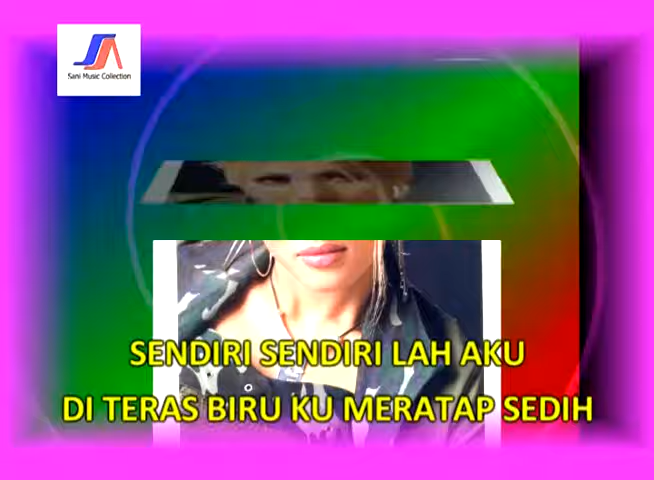 Sani Music Collection
SENDIRI SENDIRI LAH AKU
DI TERAS BIRU KU MERATAP SEDIH